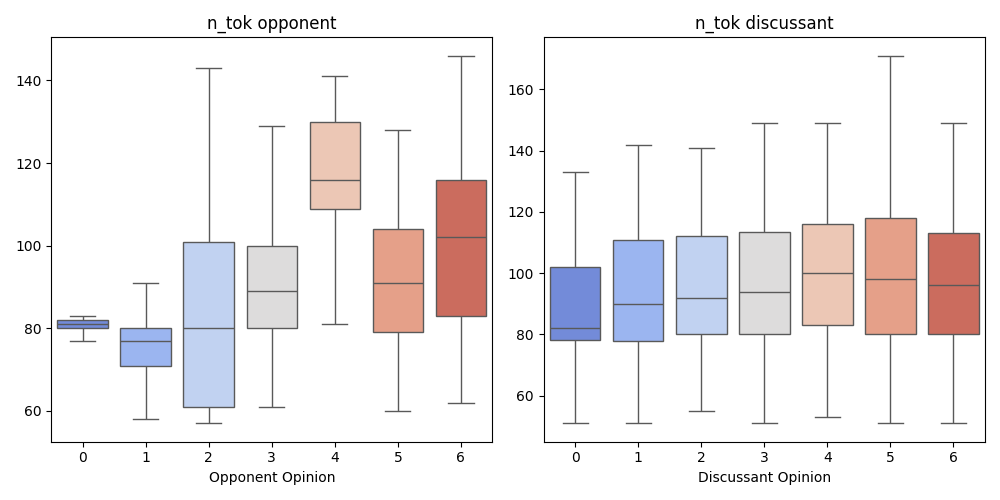 n_tok opponent
140
120
100
80
60
0 1 2 3 4 5 6
Opponent Opinion
n_tok discussant
160
140
120
100
80
60
0 1 2 3 4 5 6
Discussant Opinion